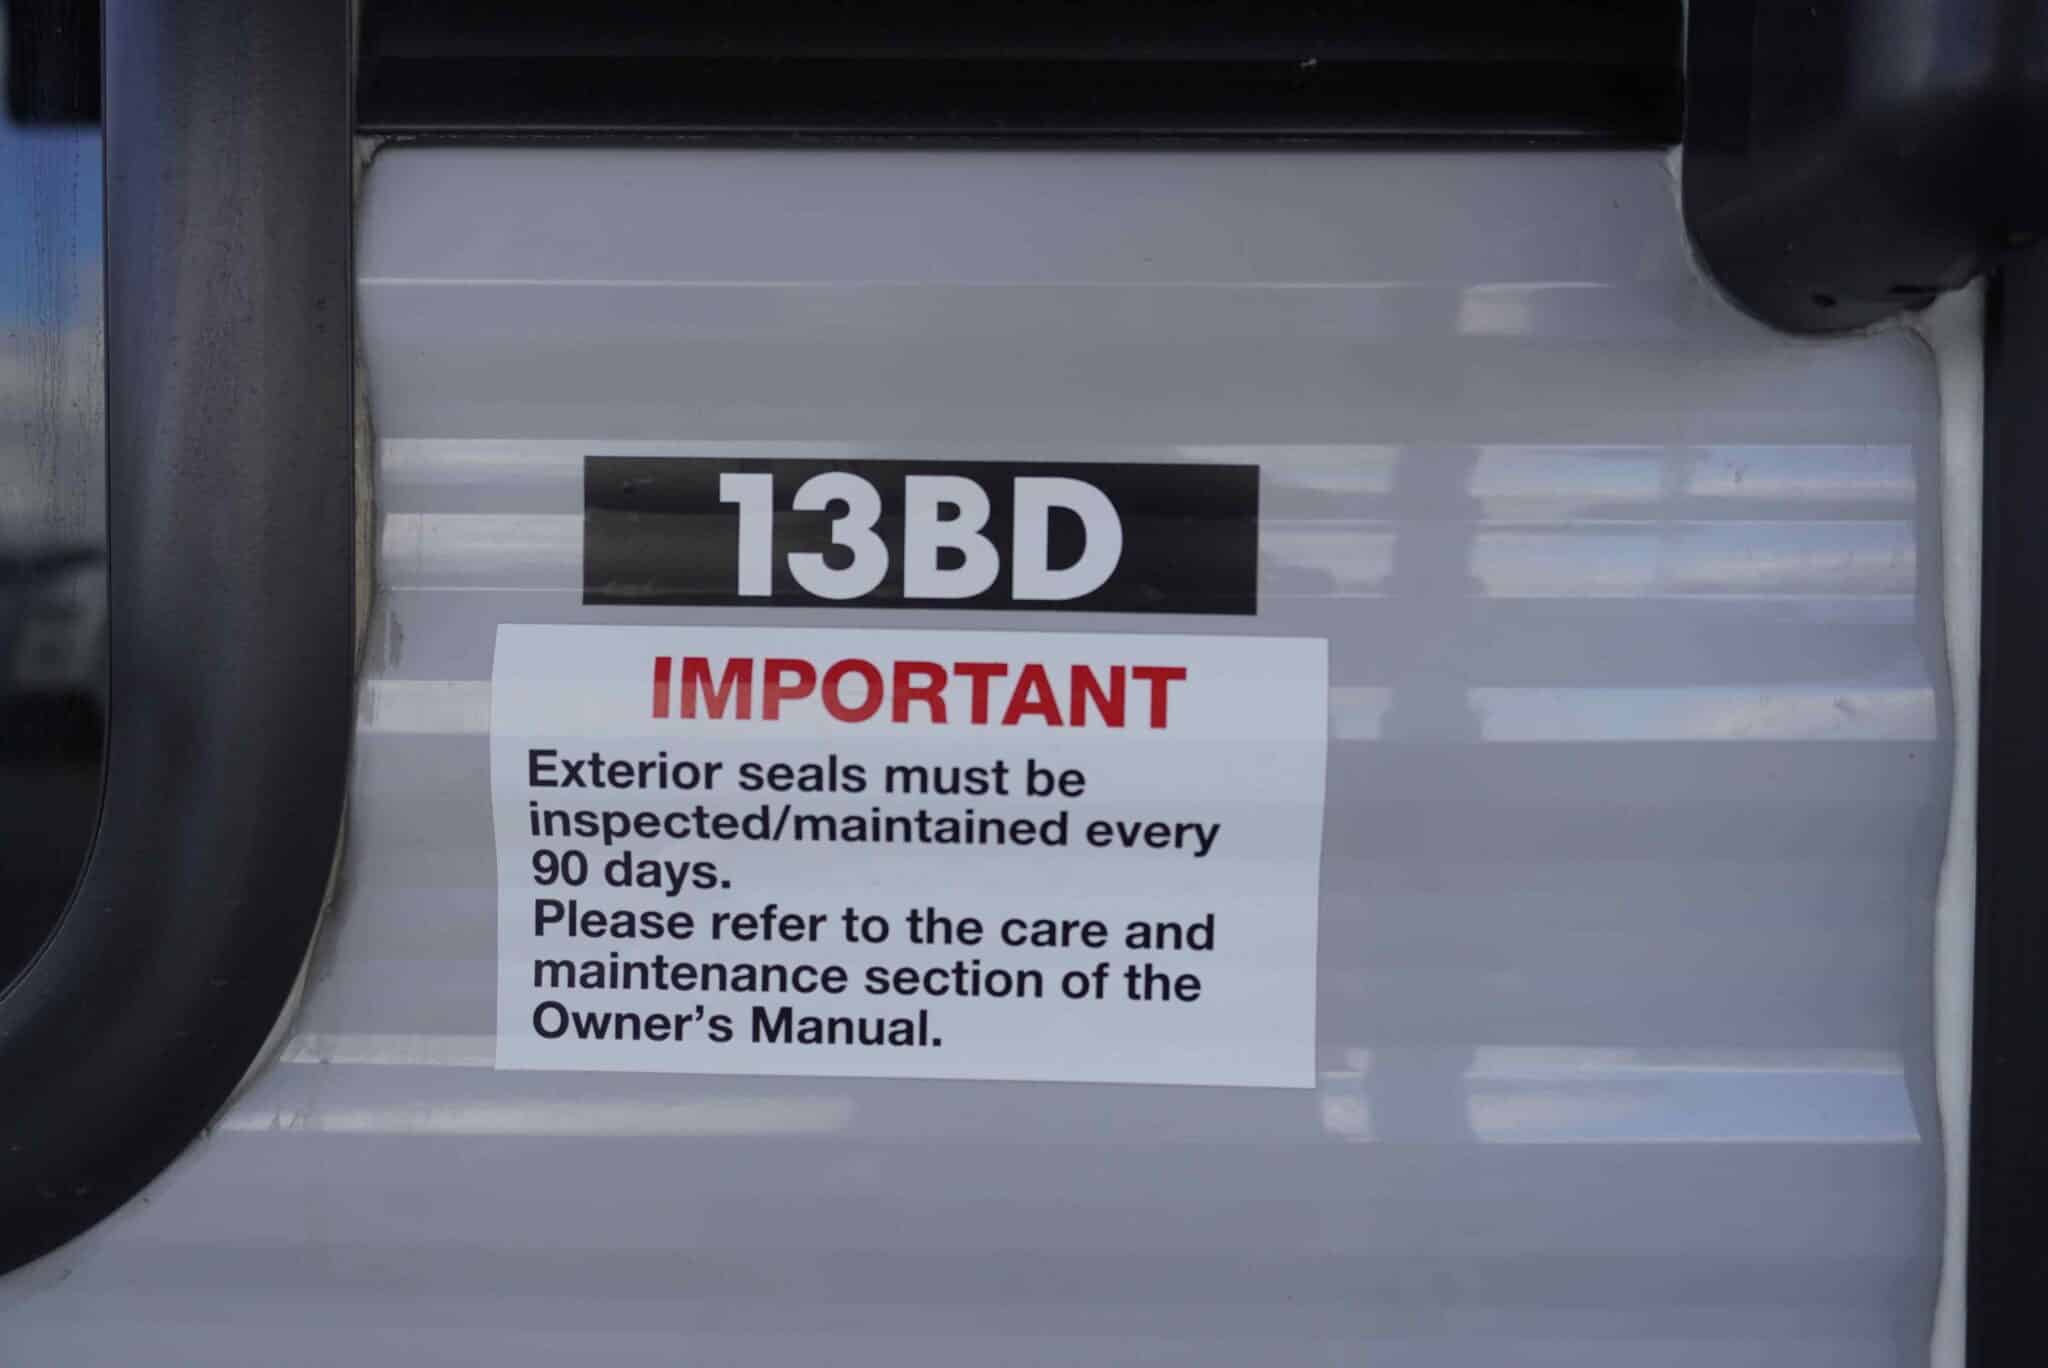 13BD
IMPORTANT
Exterior seals must be
inspected/maintained every
90 days.
Please refer to the care and
maintenance section of the
Owner’s Manual.